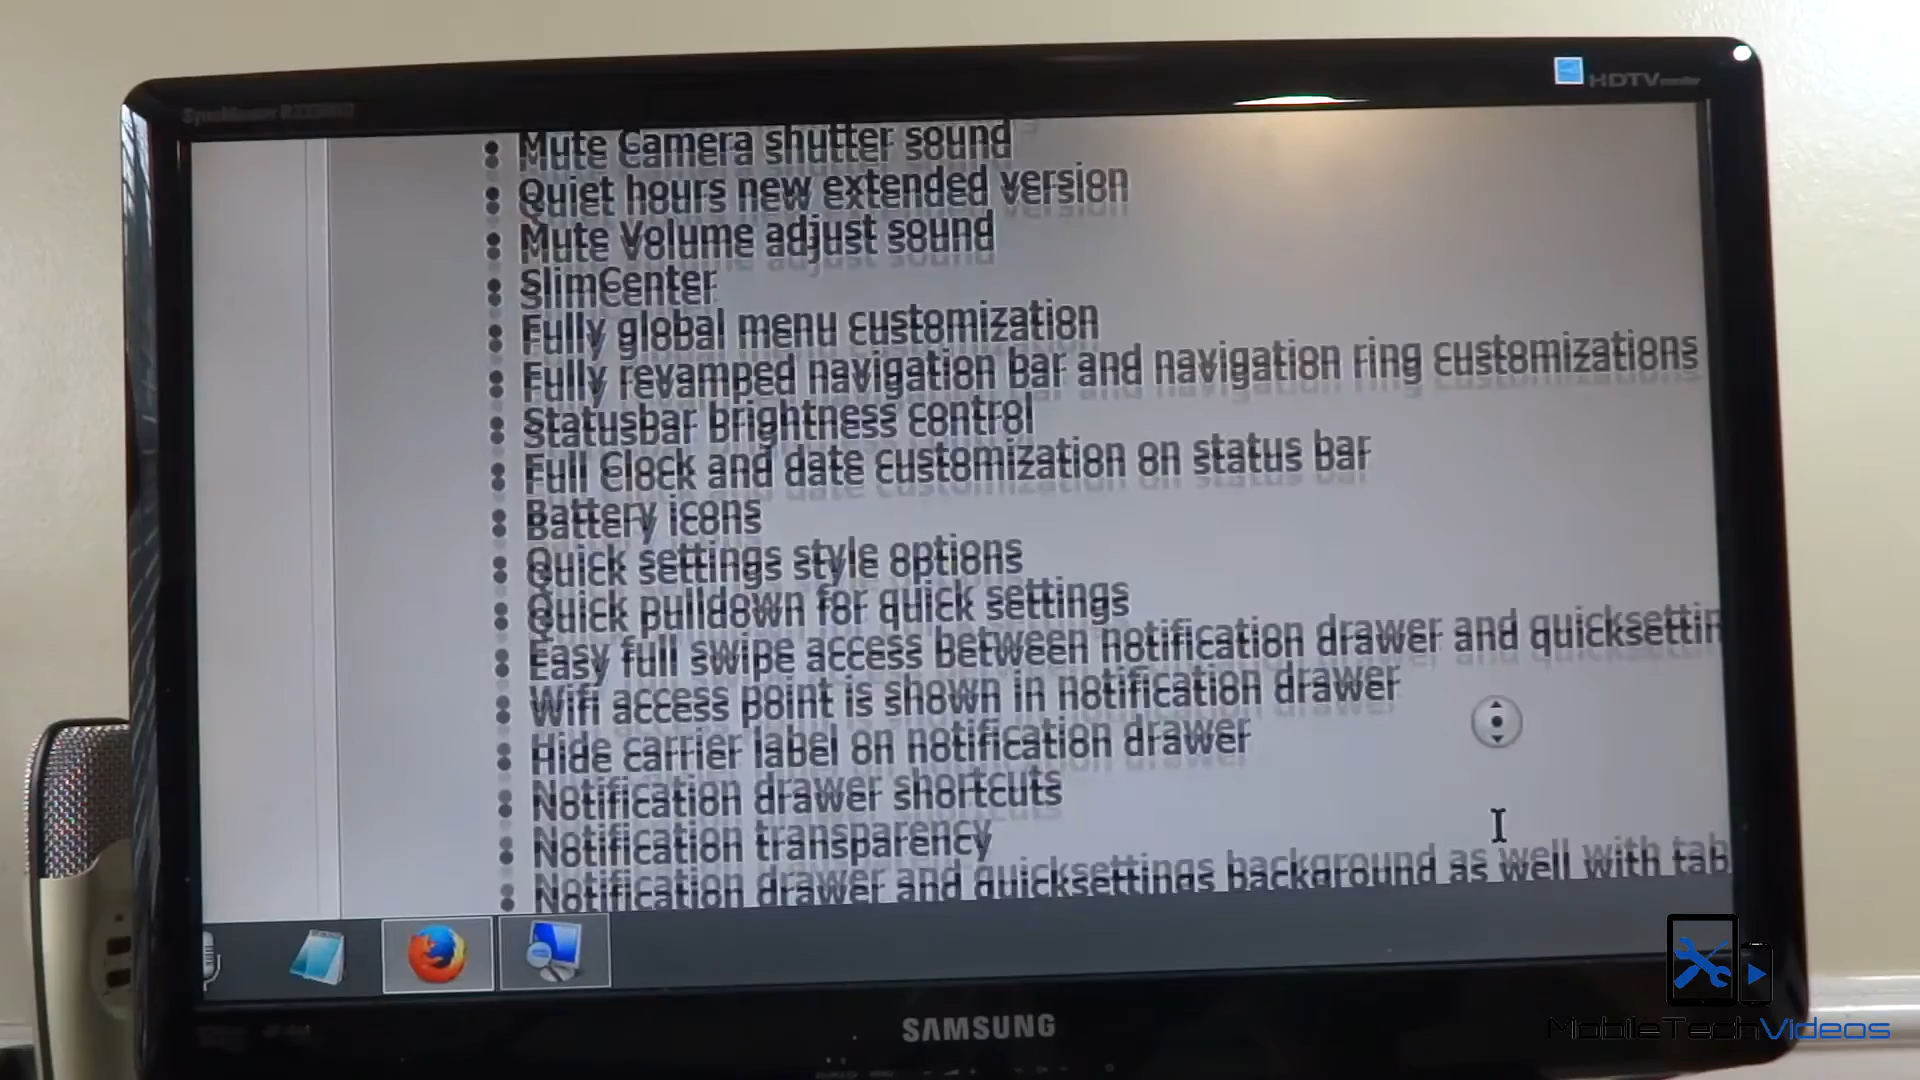 HDTV monitor
Mute Camera shutter sound
Quiet hours new extended version
Mute Volume adjust sound
SlimCenter
Fully global menu customization
Fully revamped navigation bar and navigation ring customizations
Statusbar brightness control
Full Clock and date customization on status bar
Battery icons
Quick settings style options
Quick pulldown for quick settings
Easy full swipe access between notification drawer and quicksettin
Wifi access point is shown in notification drawer
Hide carrier label on notification drawer
Notification drawer shortcuts
Notification transparency
Notification drawer and quicksettings background as well with tab
SAMSUNG
MobileTechVideos